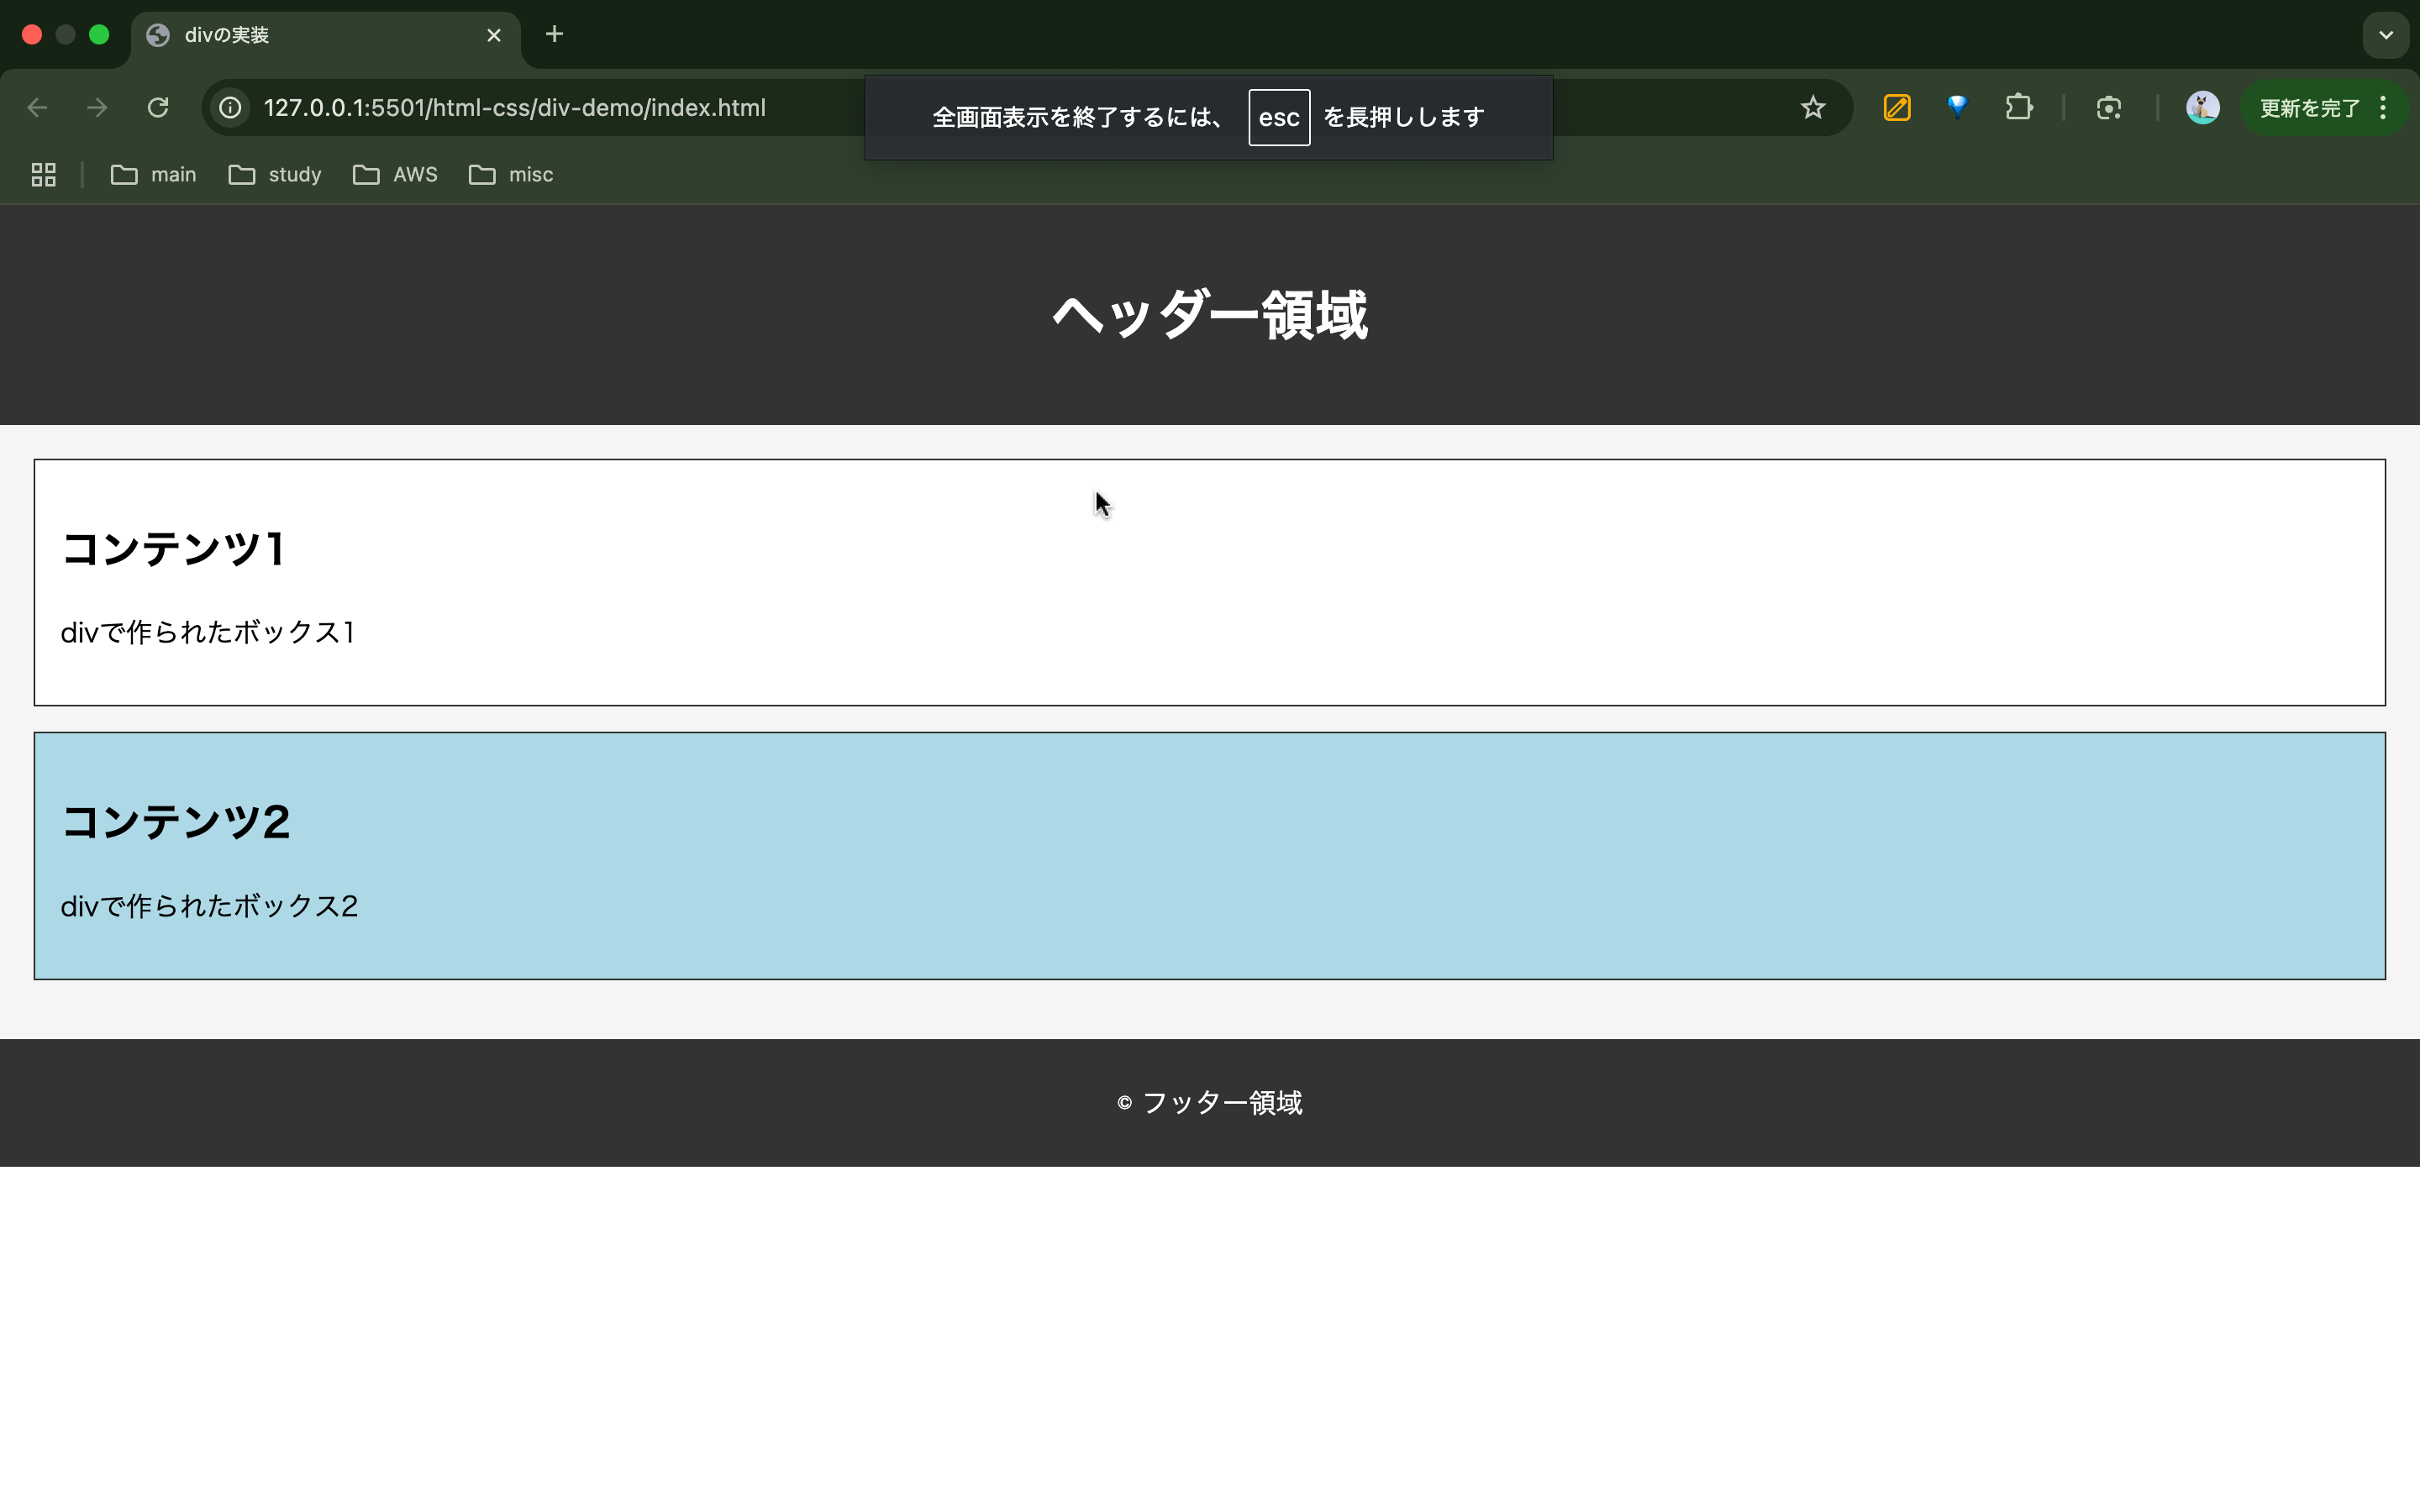 divの実装
127.0.0.1:5501/html-css/div-demo/index.html
全画面表示を終了するには、 esc を長押しします
更新を完了
main
study
AWS
misc
ヘッダー領域
コンテンツ1
divで作られたボックス1
コンテンツ2
divで作られたボックス2
© フッター領域